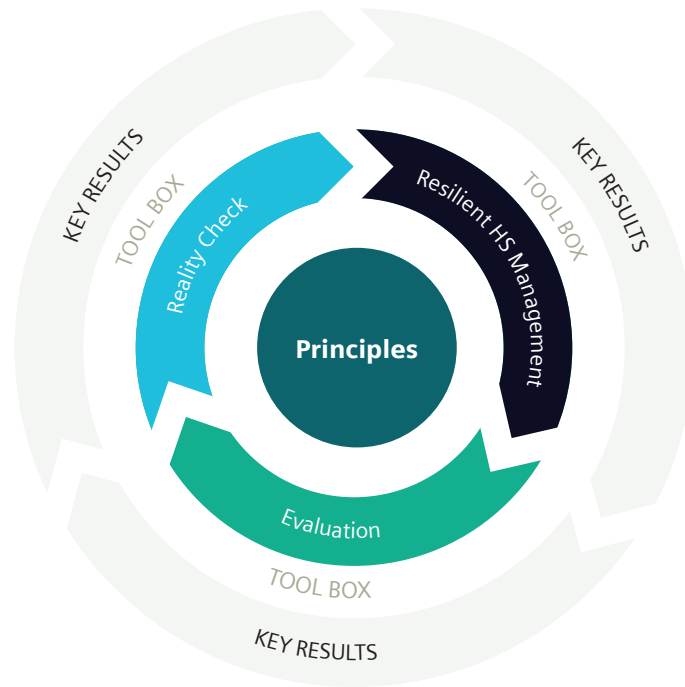 KEY RESULTS
TOOL BOX
Reality Check
KEY RESULTS
TOOL BOX
Resilient HS Management
Principles
Evaluation
TOOL BOX
KEY RESULTS